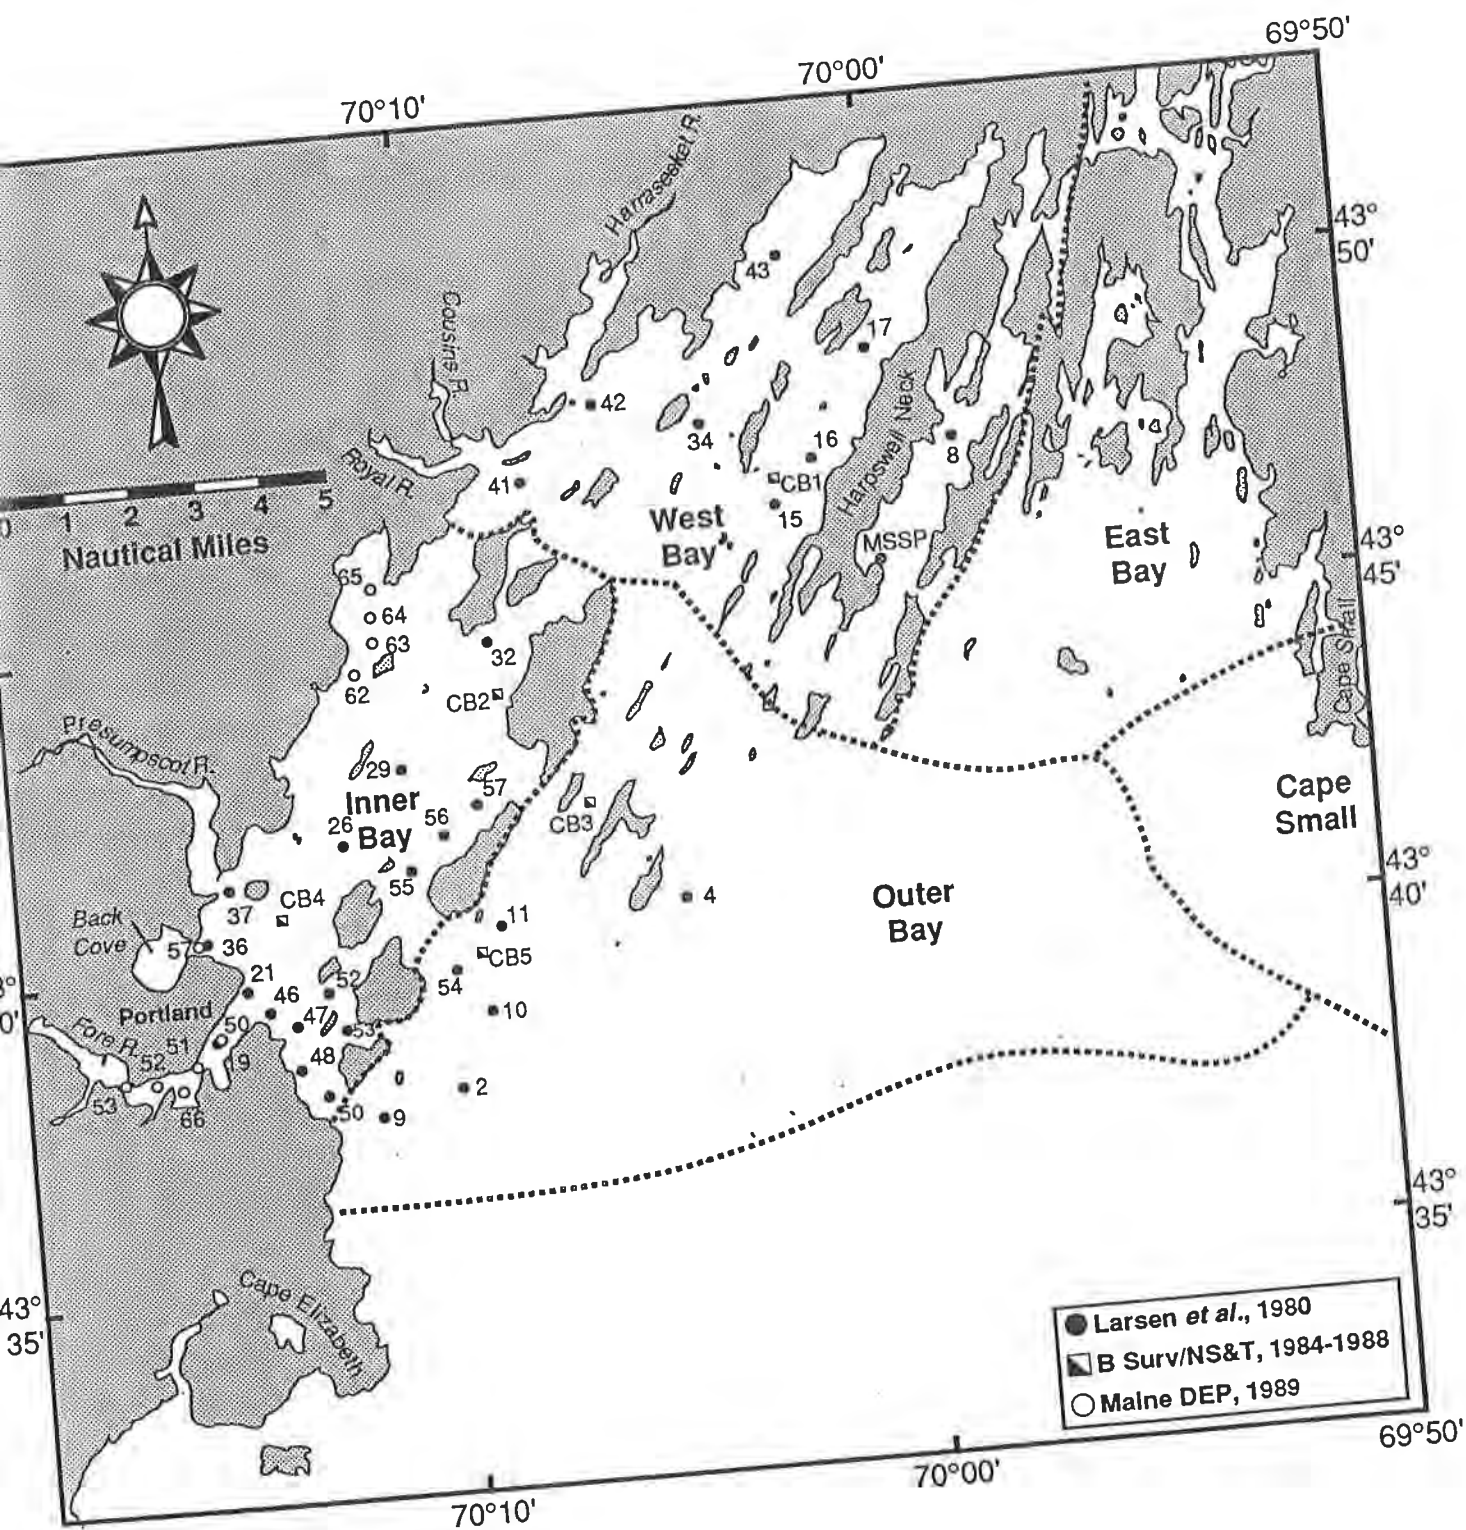 69°50'
70°00'
70°10'
Harraseeket R.
43°
50'
43
Cousins R.
17
42
Harpswell Neck
34
16
8
Royal R.
41
CB1
5
4
3
2
1
0
15
West
Bay
East
Bay
Nautical Miles
MSSP
43°
45'
65
64
63
32
62
CB2
Cape Small
Presumpscot R.
29
57
Inner
Bay
Cape
Small
26
56
CB3
55
43°
40'
37
CB4
4
Outer
Bay
Back
Cove
57
36
11
CB5
21
52
54
46
10
Portland
47
53
50
Fore R.
51
52
19
48
2
53
66
50
9
43°
35'
Cape Elizabeth
43°
35'
Larsen et al., 1980
B Surv/NS&T, 1984-1988
Maine DEP, 1989
69°50'
70°00'
70°10'